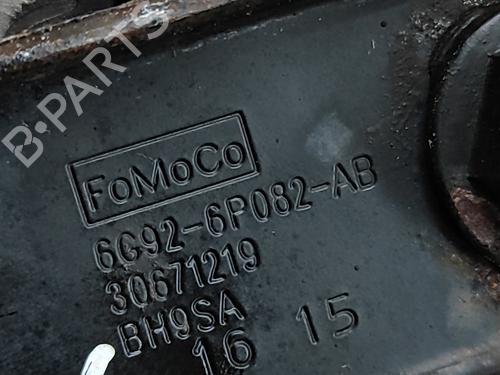 B·PARTS
FoMoCo
6G92-6P082-AB
30671219
BH9SA
16 15